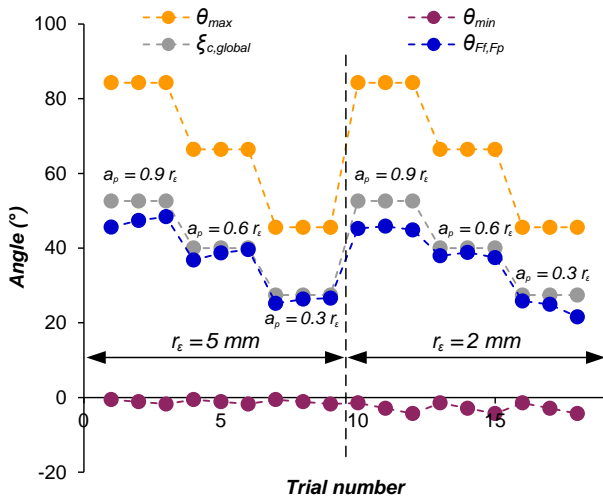 θmax
θmin
ξc,global
θFf,Fp
100
80
60
40
20
0
-20
Angle (°)
ap = 0.9 rε
ap = 0.6 rε
ap = 0.3 rε
ap = 0.9 rε
ap = 0.6 rε
ap = 0.3 rε
rε = 5 mm
rε = 2 mm
0
5
10
15
Trial number